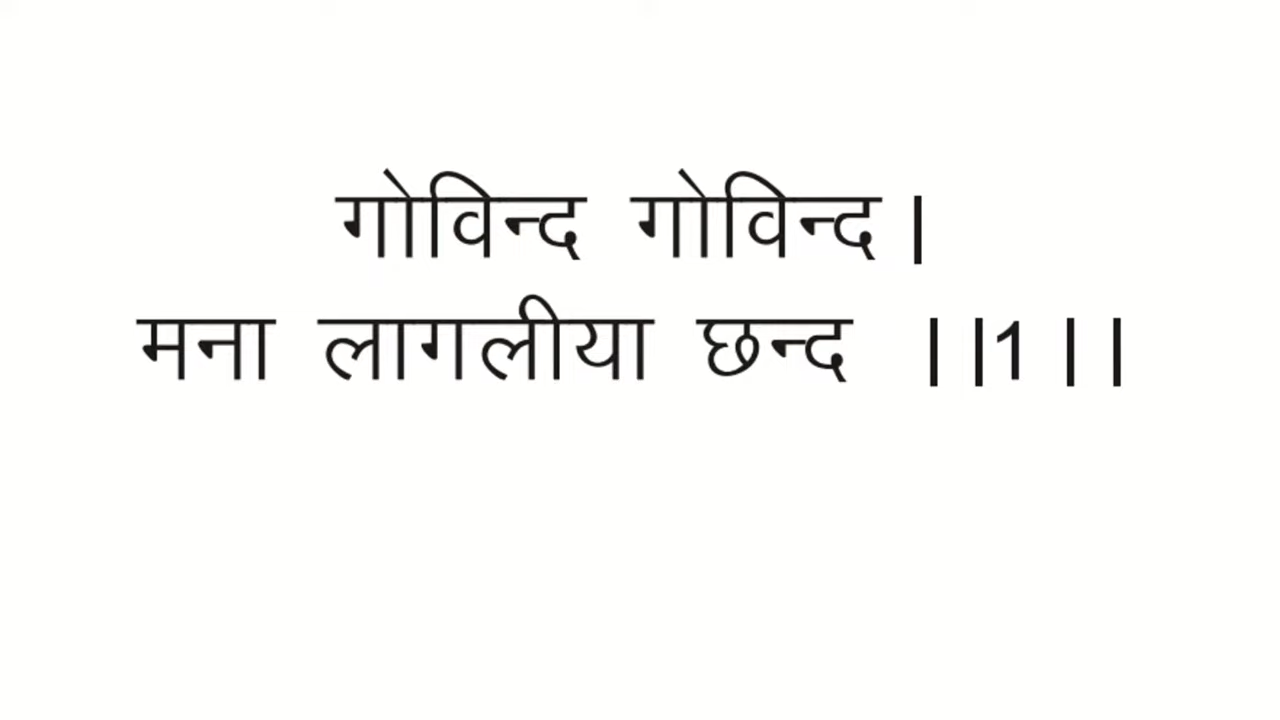 गोविन्द गोविन्द |
मना लागलीया छन्द | |1 | |